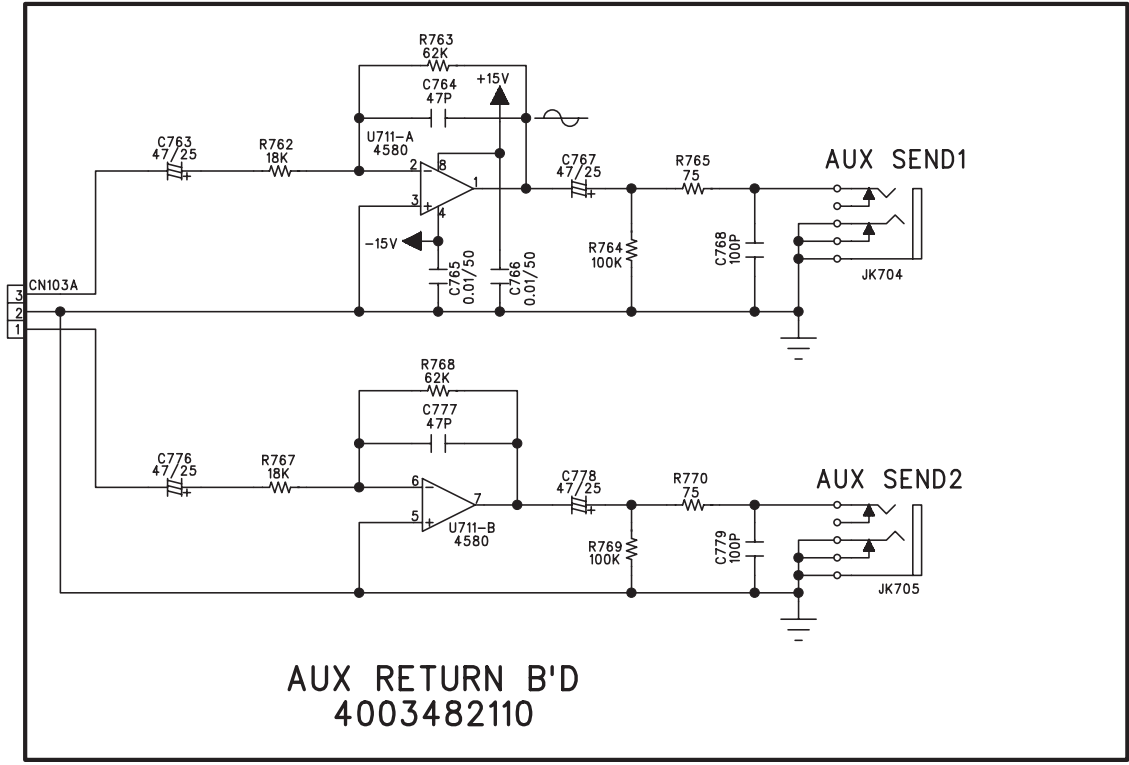 R763
62K
C764
47P
+15V
U711-A
4580
C763
47/25
R762
18K
2
-
8
1
3
+
4
-15V
C765
0.01/50
C766
0.01/50
C767
47/25
R765
75
R764
100K
C768
100P
AUX SEND1
JK704
CN103A
3
2
1
R768
62K
C777
47P
C776
47/25
R767
18K
6
-
7
5
+
U711-B
4580
C778
47/25
R770
75
R769
100K
C779
100P
AUX SEND2
JK705
AUX RETURN B'D
4003482110